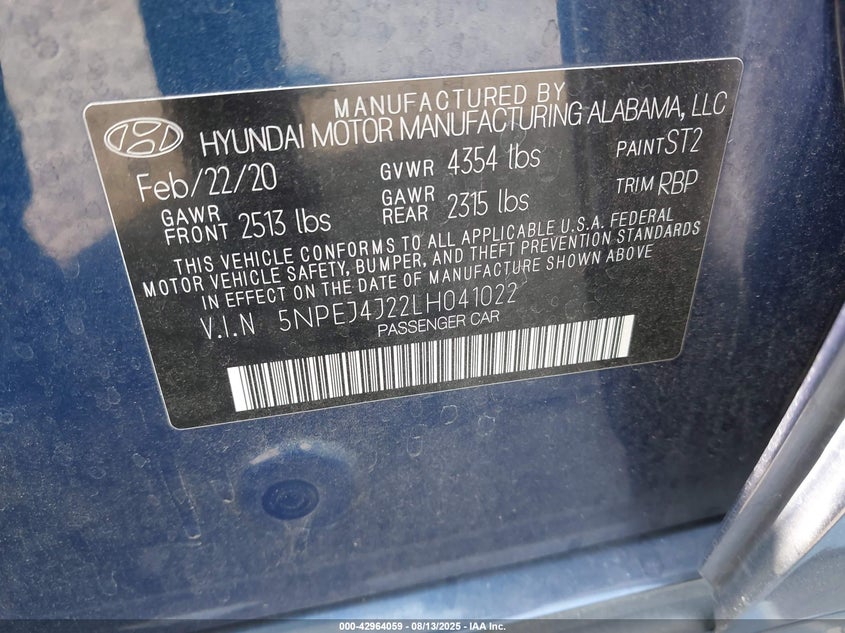 MANUFACTURED BY
HYUNDAI MOTOR MANUFACTURING ALABAMA, LLC
Feb/22/20 GVWR 4354 lbs PAINT ST2
GAWR FRONT 2513 lbs GAWR REAR 2315 lbs TRIM RBP
THIS VEHICLE CONFORMS TO ALL APPLICABLE U.S.A. FEDERAL
MOTOR VEHICLE SAFETY, BUMPER, AND THEFT PREVENTION STANDARDS
IN EFFECT ON THE DATE OF MANUFACTURE SHOWN ABOVE
V.I.N 5NPEJ4J22LH041022
PASSENGER CAR
000-42964059 - 08/13/2025 - IAA Inc.